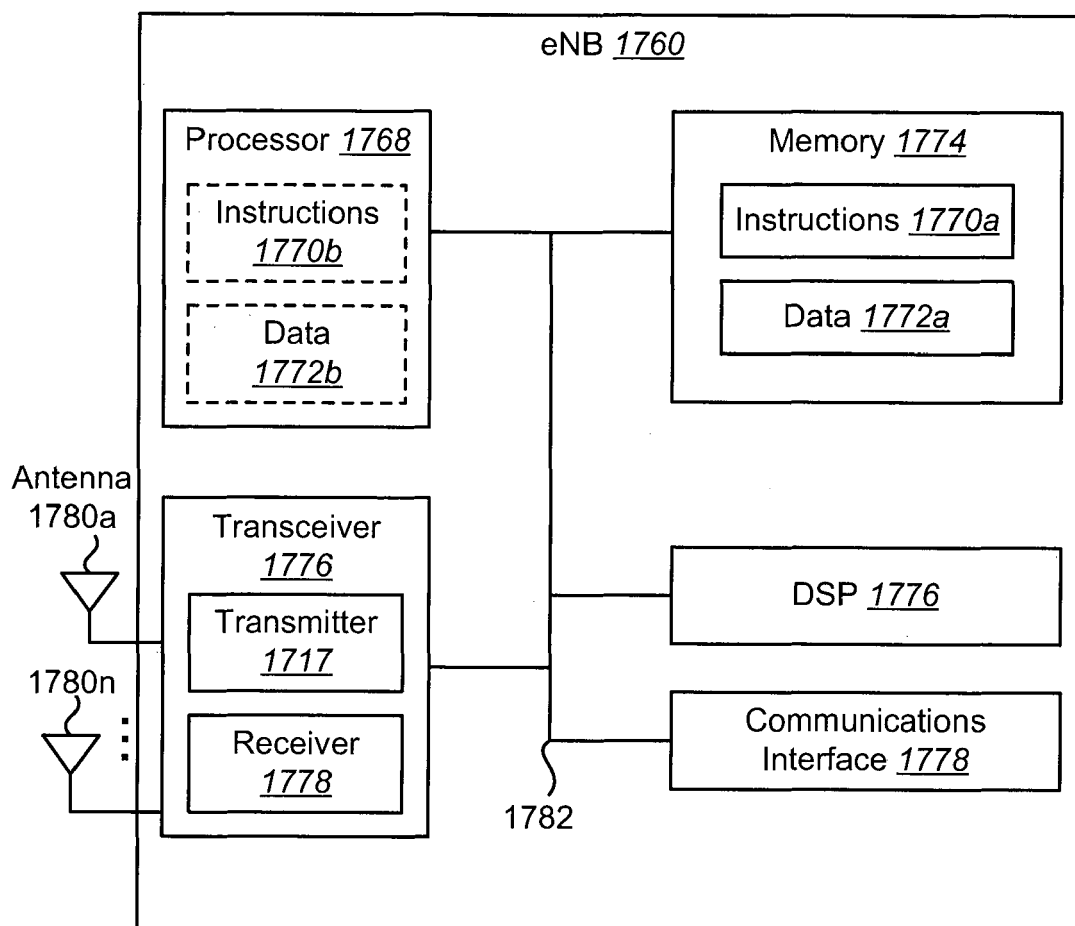 eNB 1760
Processor 1768
Instructions
1770b
Data
1772b
Memory 1774
Instructions 1770a
Data 1772a
Antenna
1780a
1780n
Transceiver
1776
Transmitter
1717
Receiver
1778
DSP 1776
Communications
Interface 1778
1782